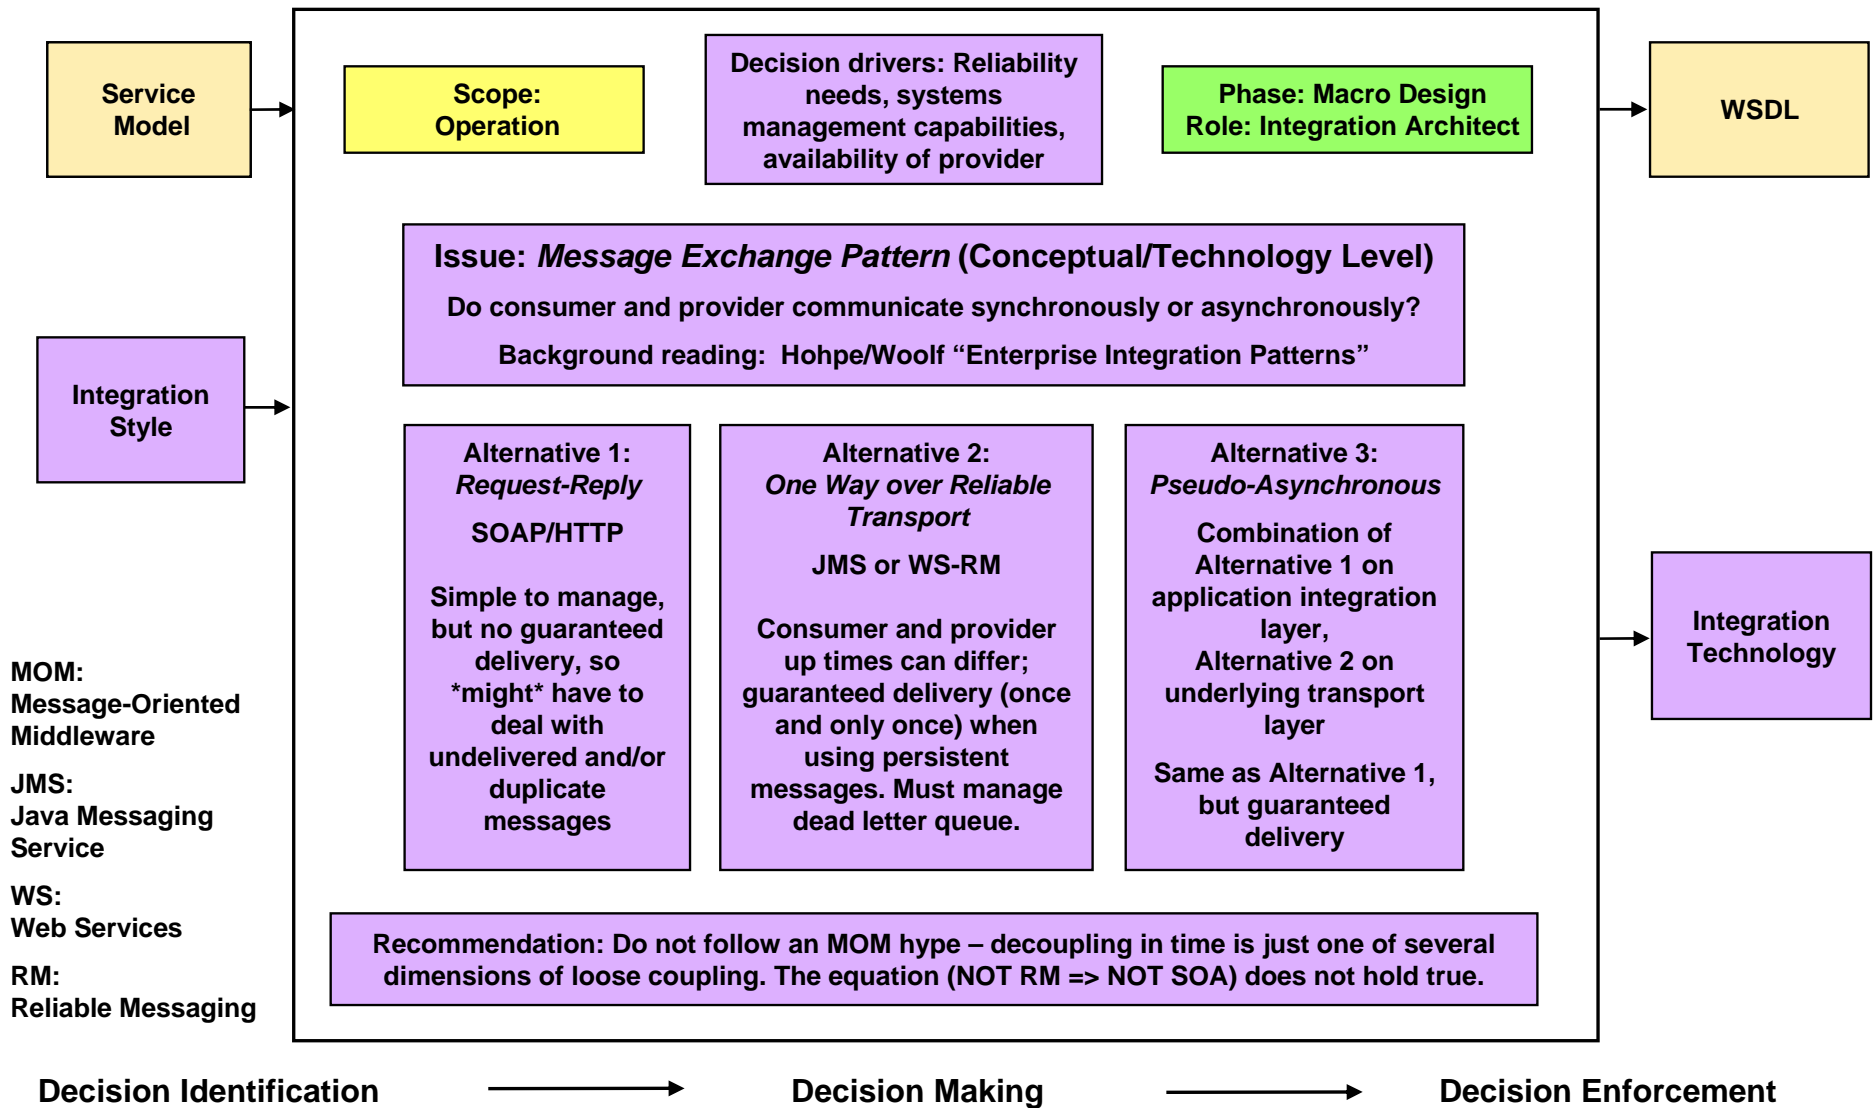 Service
Model
Scope:
Operation
Decision drivers: Reliability
needs, systems
management capabilities,
availability of provider
Phase: Macro Design
Role: Integration Architect
WSDL
Issue: Message Exchange Pattern (Conceptual/Technology Level)
Do consumer and provider communicate synchronously or asynchronously?
Background reading: Hohpe/Woolf “Enterprise Integration Patterns”
Integration
Style
Alternative 1:
Request-Reply
SOAP/HTTP
Simple to manage,
but no guaranteed
delivery, so
*might* have to
deal with
undelivered and/or
duplicate
messages
Alternative 2:
One Way over Reliable
Transport
JMS or WS-RM
Consumer and provider
up times can differ;
guaranteed delivery (once
and only once) when
using persistent
messages. Must manage
dead letter queue.
Alternative 3:
Pseudo-Asynchronous
Combination of
Alternative 1 on
application integration
layer,
Alternative 2 on
underlying transport
layer
Same as Alternative 1,
but guaranteed
delivery
Integration
Technology
MOM:
Message-Oriented
Middleware
JMS:
Java Messaging
Service
WS:
Web Services
RM:
Reliable Messaging
Recommendation: Do not follow an MOM hype – decoupling in time is just one of several
dimensions of loose coupling. The equation (NOT RM => NOT SOA) does not hold true.
Decision Identification
Decision Making
Decision Enforcement